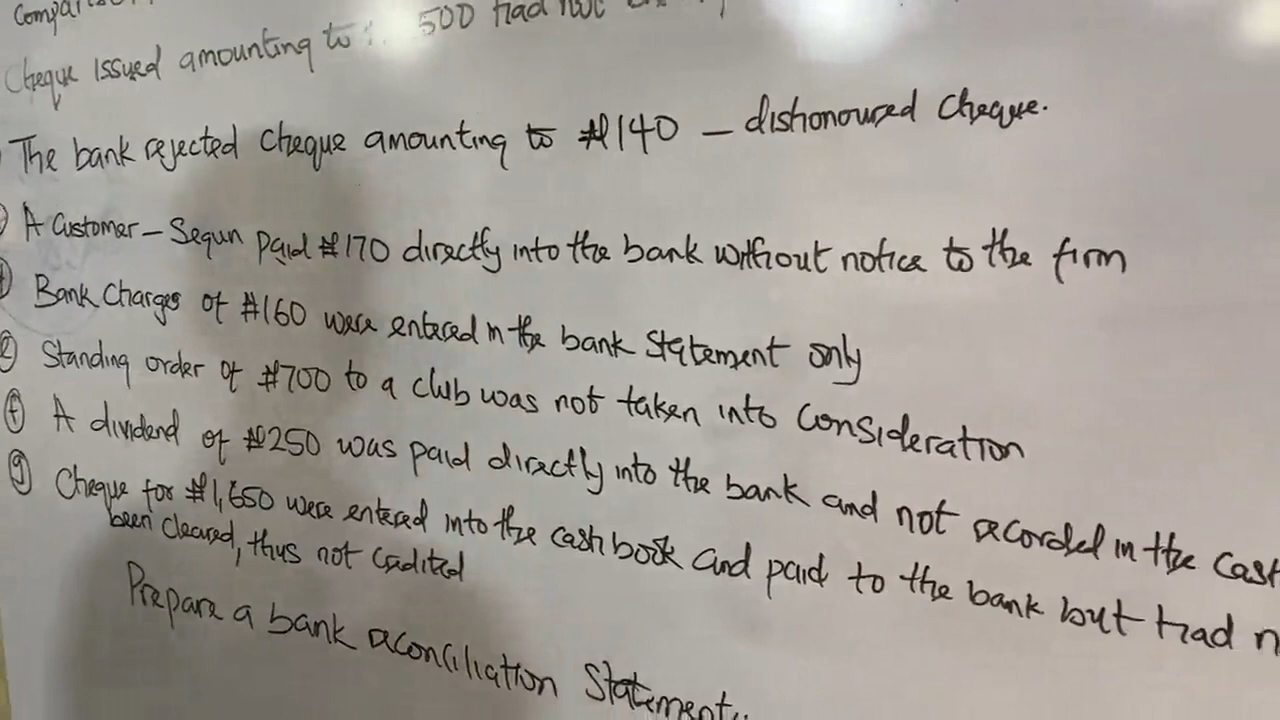 Cheque issued amounting to : 500 had not
The bank rejected cheque amounting to ₦140 – dishonoured cheque.
A Customer – Segun paid ₦170 directly into the bank without notice to the firm
Bank Charges of ₦160 were entered in the bank statement only
Standing order of ₦700 to a club was not taken into consideration
(f) A dividend of ₦250 was paid directly into the bank and not recorded in the cash
(g) Cheque for ₦1,650 were entered into the cash book and paid to the bank but had n
been cleared, thus not credited
Prepare a bank reconciliation Statement..